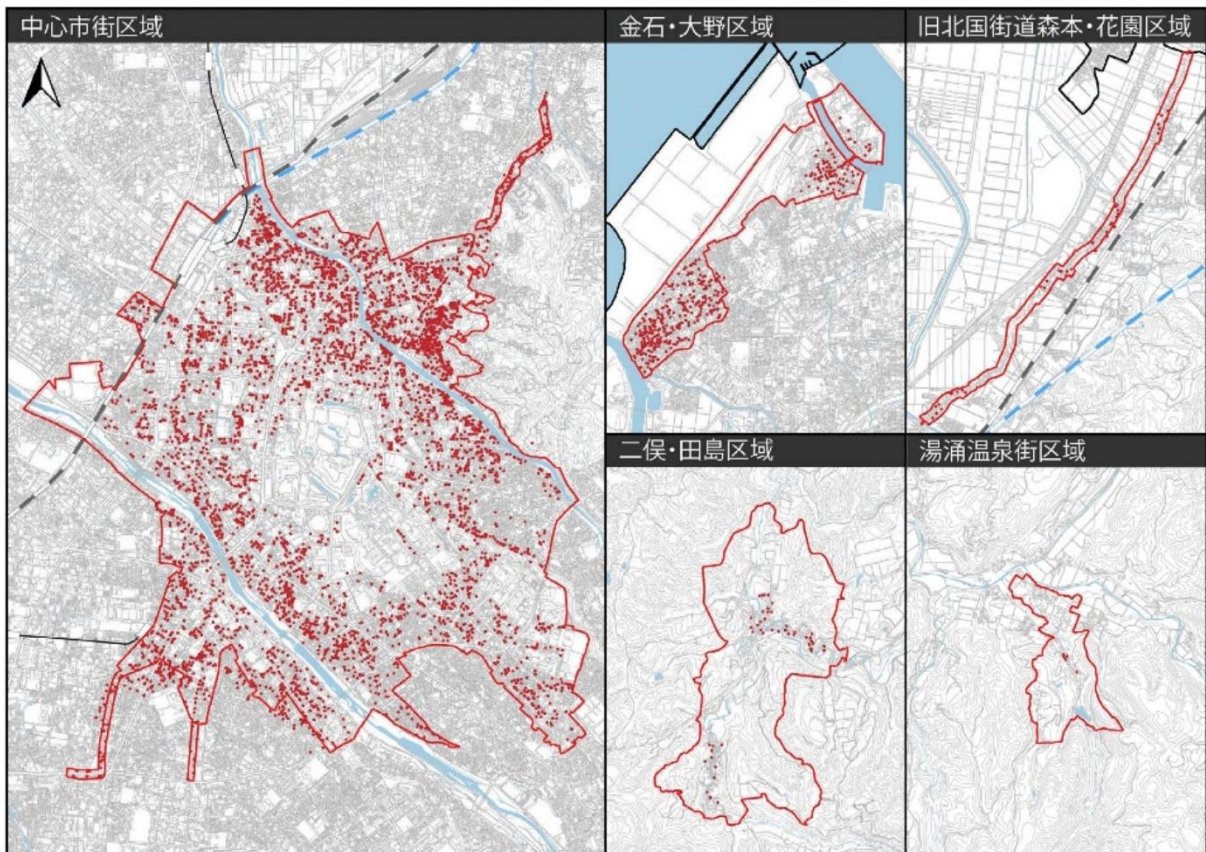 中心市街区域
金石・大野区域
旧北国街道森本・花園区域
二俣・田島区域
湯涌温泉街区域